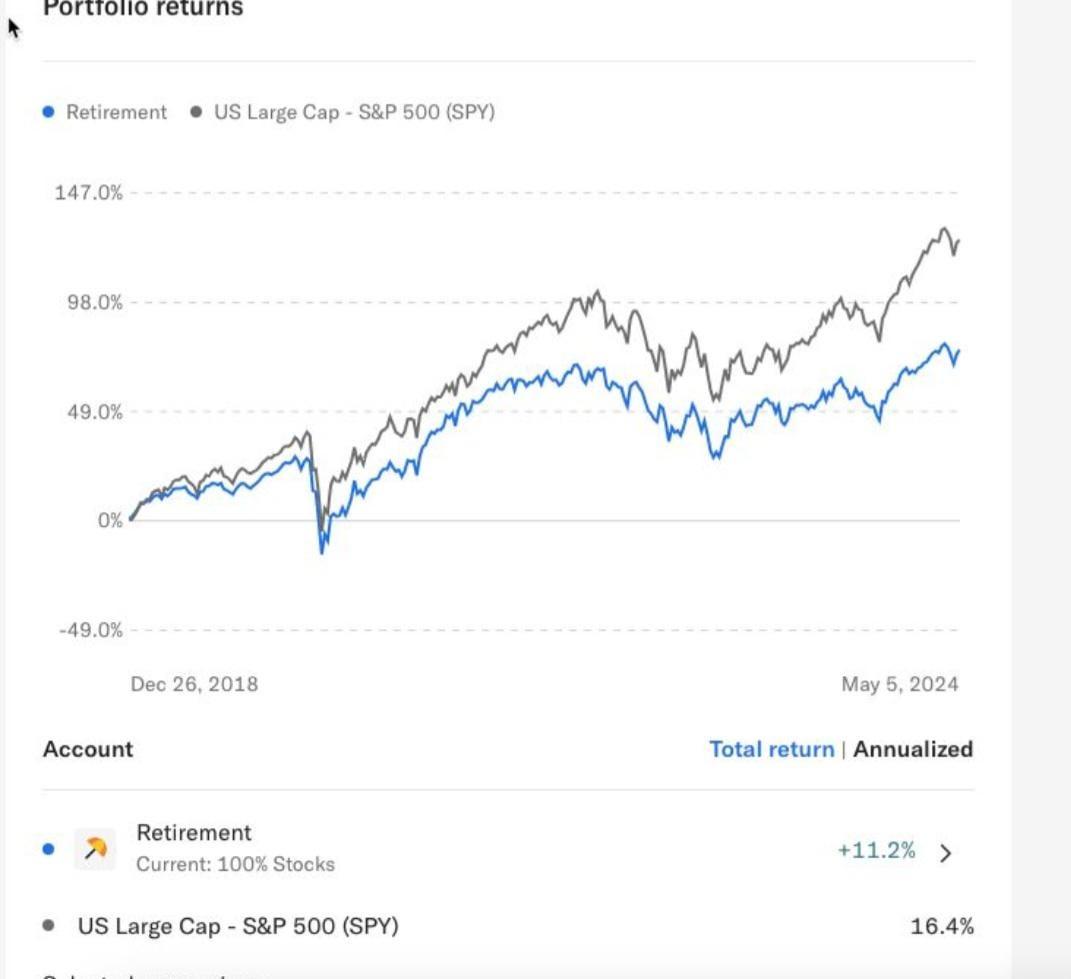 Portfolio returns
Retirement US Large Cap - S&P 500 (SPY)
147.0%
98.0%
49.0%
0%
-49.0%
Dec 26, 2018 May 5, 2024
Account Total return | Annualized
Retirement
Current: 100% Stocks
+11.2%
US Large Cap - S&P 500 (SPY) 16.4%